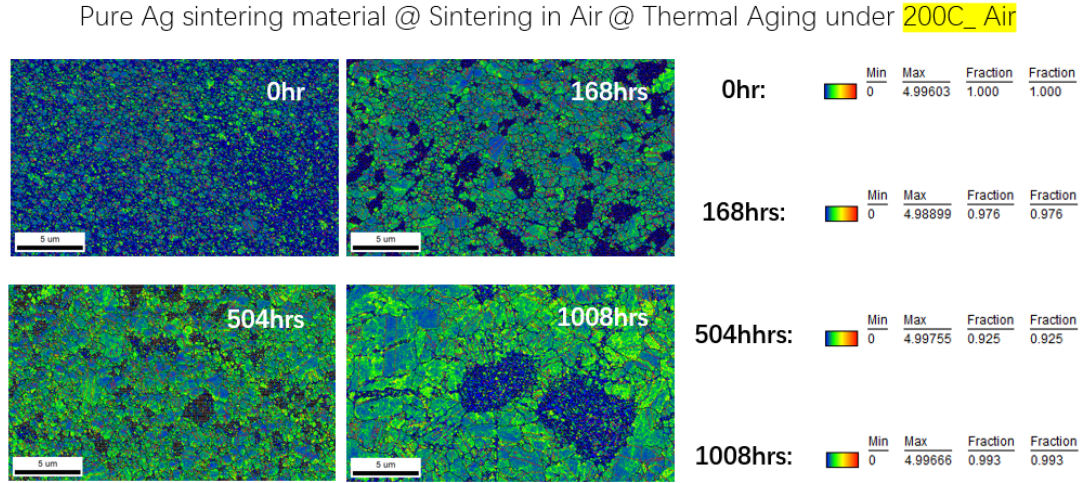 Pure Ag sintering material @ Sintering in Air @ Thermal Aging under 200C_ Air
0hr
5 um
168hrs
5 um
504hrs
5 um
1008hrs
5 um
0hr:
Min Max Fraction Fraction
0 4.99603 1.000 1.000
168hrs:
Min Max Fraction Fraction
0 4.98899 0.976 0.976
504hhrs:
Min Max Fraction Fraction
0 4.99755 0.925 0.925
1008hrs:
Min Max Fraction Fraction
0 4.99666 0.993 0.993